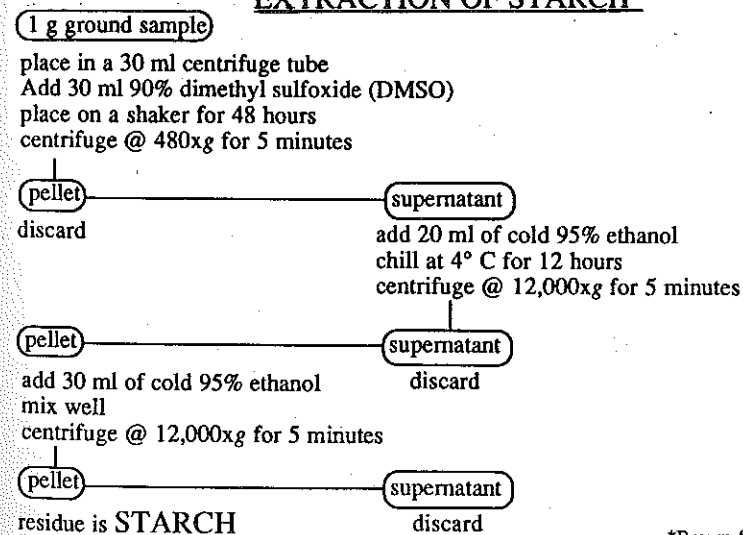 EXTRACTION OF STARCH
1 g ground sample
place in a 30 ml centrifuge tube
Add 30 ml 90% dimethyl sulfoxide (DMSO)
place on a shaker for 48 hours
centrifuge @ 480xg for 5 minutes
pellet
supernatant
discard
add 20 ml of cold 95% ethanol
chill at 4° C for 12 hours
centrifuge @ 12,000xg for 5 minutes
pellet
supernatant
discard
add 30 ml of cold 95% ethanol
mix well
centrifuge @ 12,000xg for 5 minutes
pellet
supernatant
residue is STARCH
discard